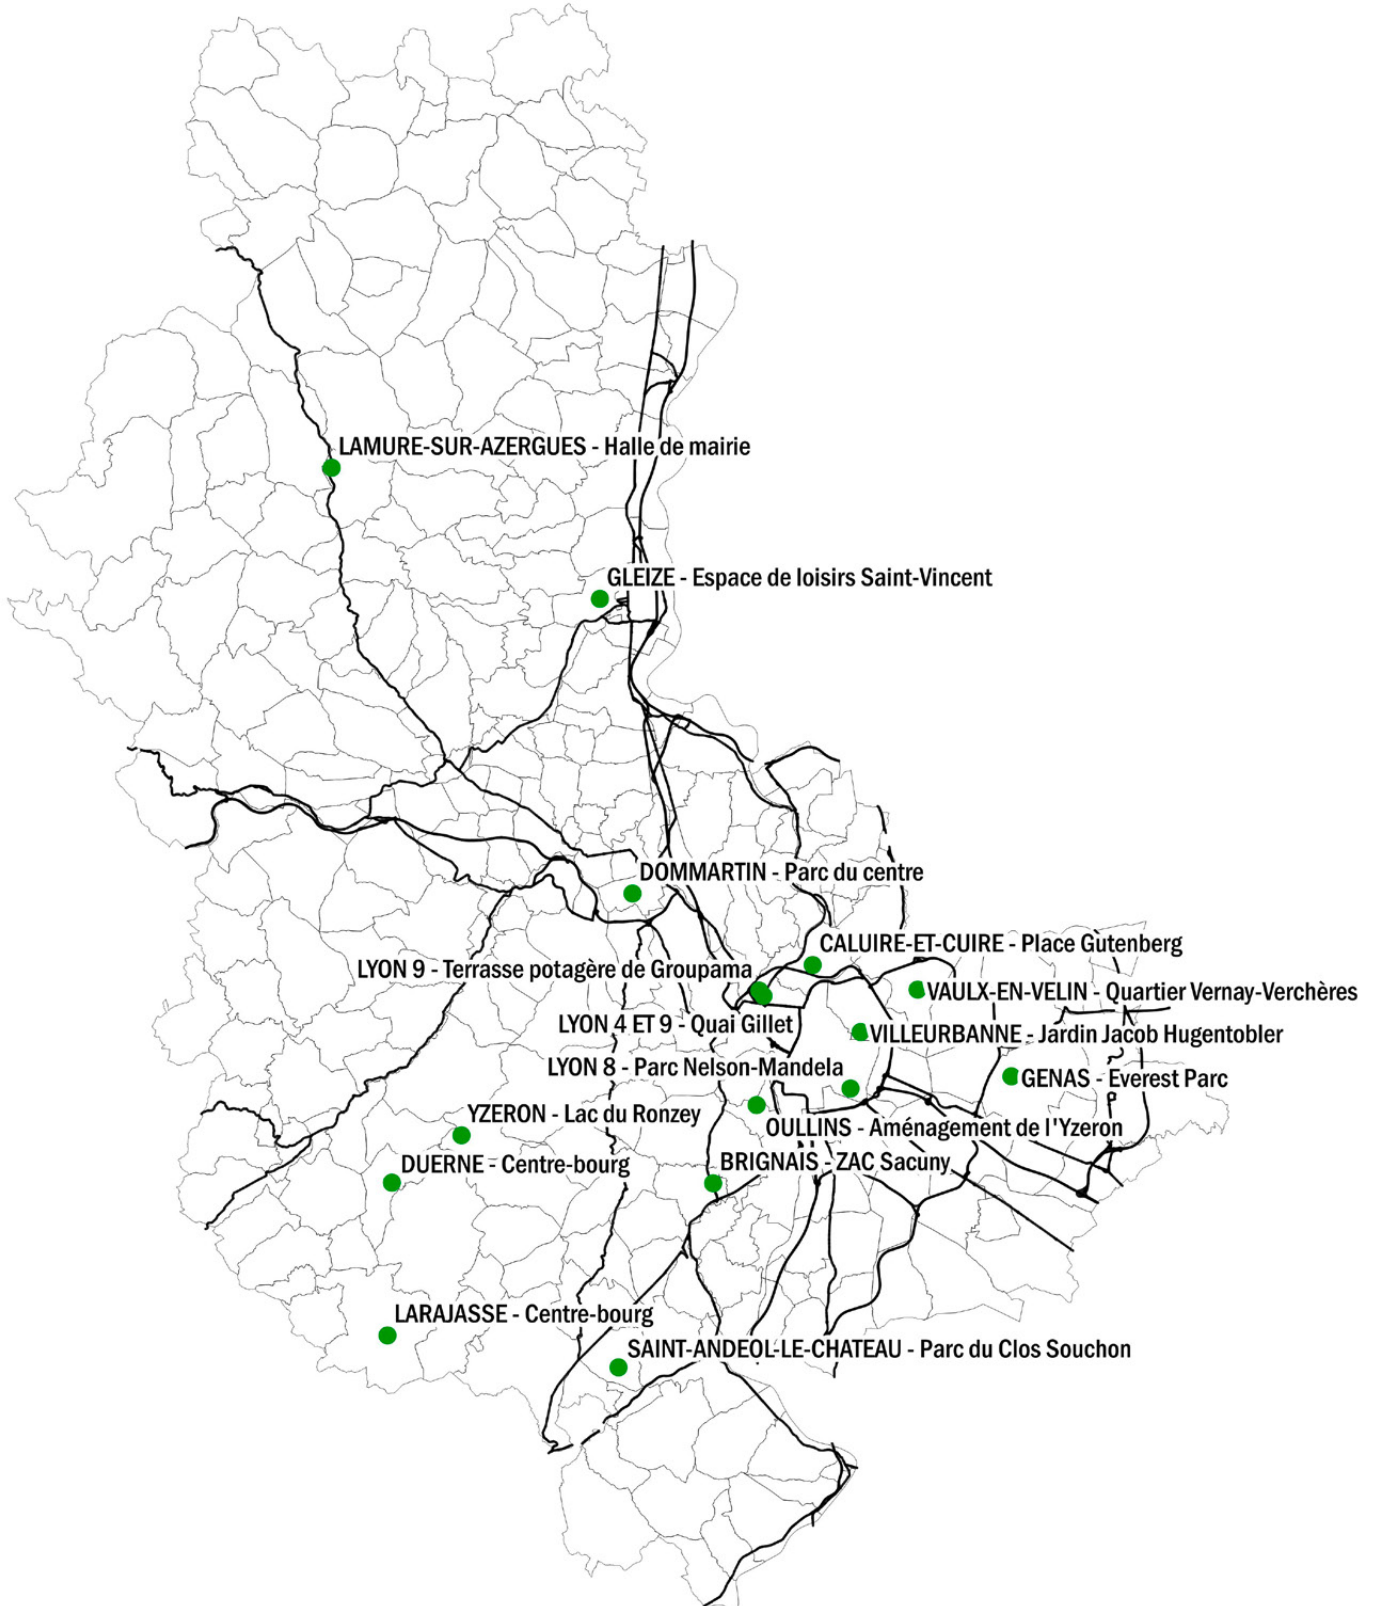 LAMURE-SUR-AZERGUES - Halle de mairie
GLEIZE - Espace de loisirs Saint-Vincent
DOMMARTIN - Parc du centre
CALUIRE-ET-CUIRE - Place Gutenberg
LYON 9 - Terrasse potagère de Groupama
VAULX-EN-VELIN - Quartier Vernay-Verchères
LYON 4 ET 9 - Quai Gillet
VILLEURBANNE - Jardin Jacob Hugentobler
LYON 8 - Parc Nelson-Mandela
GENAS - Everest Parc
YZERON - Lac du Ronzey
OULLINS - Aménagement de l'Yzeron
DUERNE - Centre-bourg
BRIGNAIS - ZAC Sacuny
LARAJASSE - Centre-bourg
SAINT-ANDEOL-LE-CHATEAU - Parc du Clos Souchon